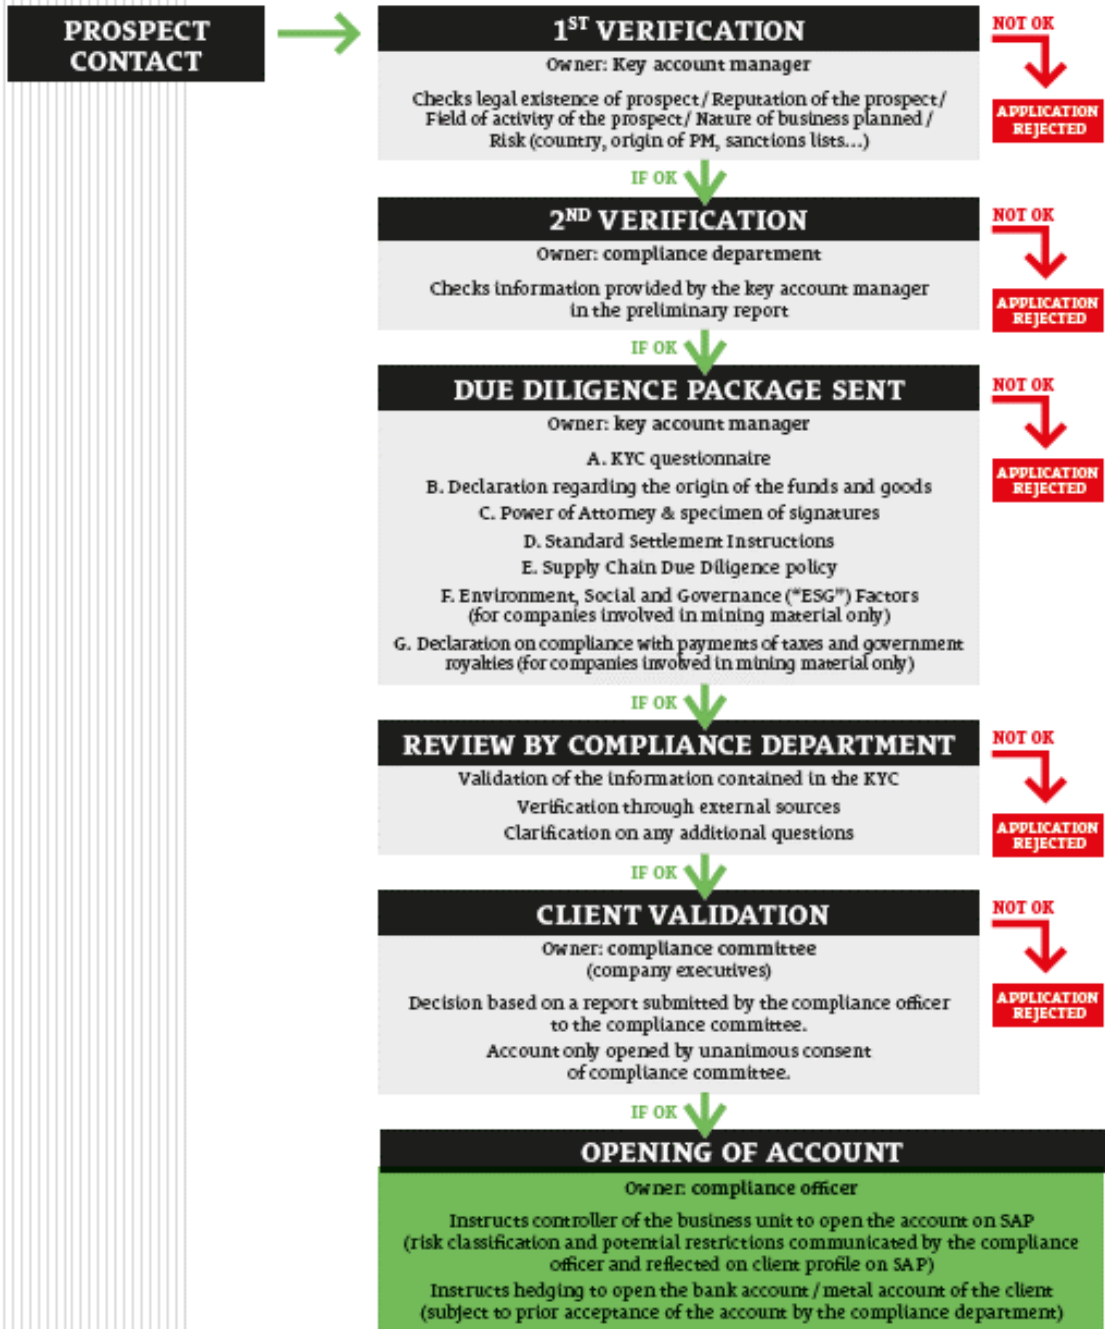 PROSPECT
CONTACT
1ST VERIFICATION
Owner: Key account manager
Checks legal existence of prospect / Reputation of the prospect /
Field of activity of the prospect / Nature of business planned /
Risk (country, origin of PM, sanctions lists...)
NOT OK
APPLICATION
REJECTED
IF OK
2ND VERIFICATION
Owner: compliance department
Checks information provided by the key account manager
in the preliminary report
NOT OK
APPLICATION
REJECTED
IF OK
DUE DILIGENCE PACKAGE SENT
Owner: key account manager
A. KYC questionnaire
B. Declaration regarding the origin of the funds and goods
C. Power of Attorney & specimen of signatures
D. Standard Settlement Instructions
E. Supply Chain Due Diligence policy
F. Environment, Social and Governance (“ESG”) Factors
(for companies involved in mining material only)
G. Declaration on compliance with payments of taxes and government
royalties (for companies involved in mining material only)
NOT OK
APPLICATION
REJECTED
IF OK
REVIEW BY COMPLIANCE DEPARTMENT
Validation of the information contained in the KYC
Verification through external sources
Clarification on any additional questions
NOT OK
APPLICATION
REJECTED
IF OK
CLIENT VALIDATION
Owner: compliance committee
(company executives)
Decision based on a report submitted by the compliance officer
to the compliance committee.
Account only opened by unanimous consent
of compliance committee.
NOT OK
APPLICATION
REJECTED
IF OK
OPENING OF ACCOUNT
Owner: compliance officer
Instructs controller of the business unit to open the account on SAP
(risk classification and potential restrictions communicated by the compliance
officer and reflected on client profile on SAP)
Instructs hedging to open the bank account / metal account of the client
(subject to prior acceptance of the account by the compliance department)